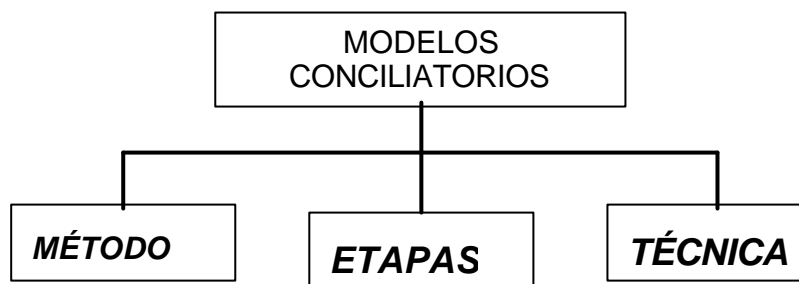 MODELOS
CONCILIATORIOS
MÉTODO
ETAPAS
TÉCNICA